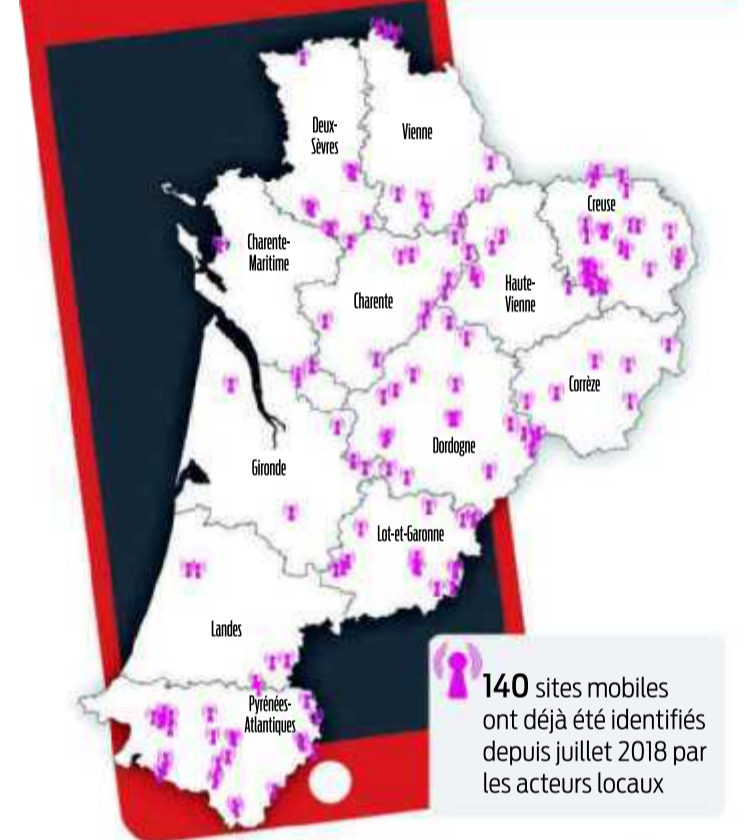 Deux-
Sèvres
Vienne
Creuse
Charente-
Maritime
Charente
Haute-
Vienne
Corrèze
Dordogne
Gironde
Lot-et-Garonne
Landes
Pyrénées-
Atlantiques
140 sites mobiles
ont déjà été identifiés
depuis juillet 2018 par
les acteurs locaux